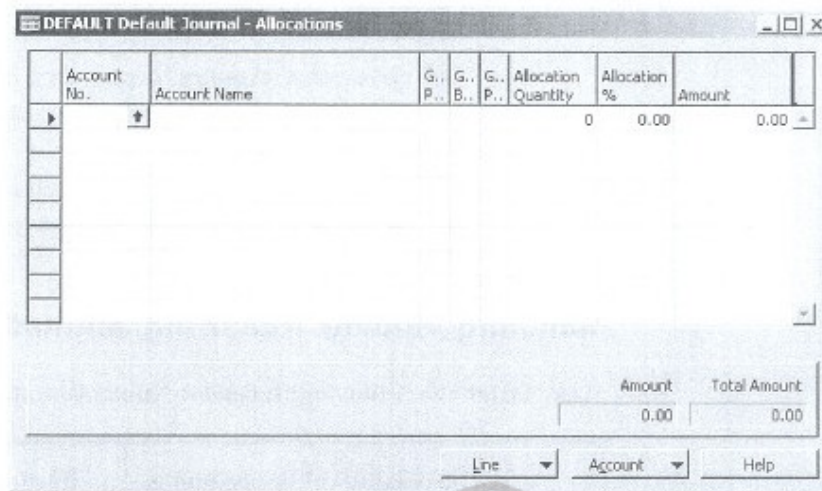 DEFAULT Default Journal - Allocations
Account No. Account Name G.. P.. G.. B.. G.. P.. Allocation Quantity Allocation % Amount
0 0.00 0.00
Amount Total Amount
0.00 0.00
Line Account Help